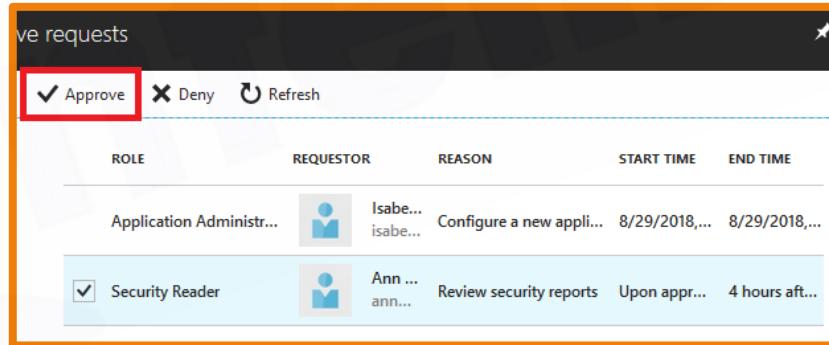 ve requests
Approve Deny Refresh
ROLE REQUESTOR REASON START TIME END TIME
Application Administr... Isabe... isabe... Configure a new appli... 8/29/2018,... 8/29/2018,...
Security Reader Ann ... ann... Review security reports Upon appr... 4 hours aft...